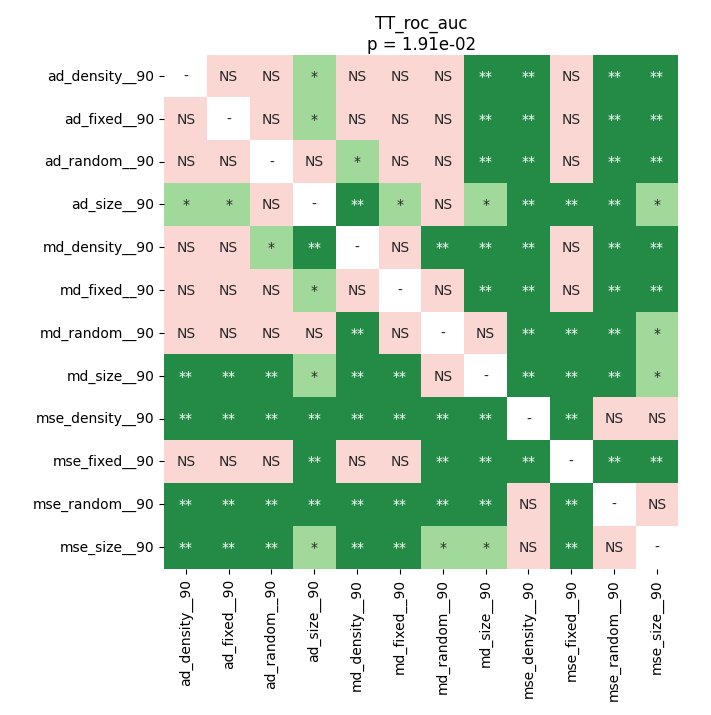 TT_roc_auc
p = 1.91e-02
ad_density__90 - NS NS * NS NS NS ** ** NS ** **
ad_fixed__90 NS - NS * NS NS NS ** ** NS ** **
ad_random__90 NS NS - NS * NS NS ** ** NS ** **
ad_size__90 * * NS - ** * NS * ** ** ** *
md_density__90 NS NS * ** - NS ** ** ** NS ** **
md_fixed__90 NS NS NS * NS - NS ** ** NS ** **
md_random__90 NS NS NS NS ** NS - NS ** ** ** *
md_size__90 ** ** ** * ** ** NS - ** ** ** *
mse_density__90 ** ** ** ** ** ** ** ** - ** NS NS
mse_fixed__90 NS NS NS ** NS NS ** ** ** - ** **
mse_random__90 ** ** ** ** ** ** ** ** NS ** - NS
mse_size__90 ** ** ** * ** ** * * NS ** NS -
ad_density__90
ad_fixed__90
ad_random__90
ad_size__90
md_density__90
md_fixed__90
md_random__90
md_size__90
mse_density__90
mse_fixed__90
mse_random__90
mse_size__90